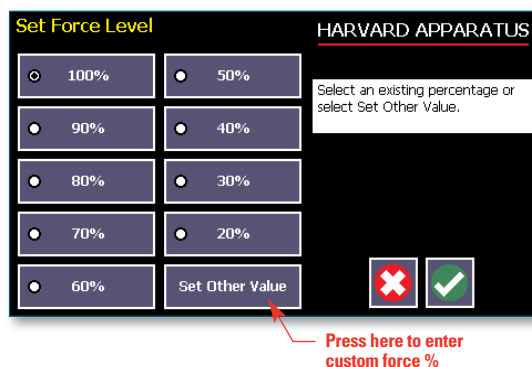 Set Force Level
HARVARD APPARATUS
100%
50%
90%
40%
80%
30%
70%
20%
60%
Set Other Value
Select an existing percentage or
select Set Other Value.
Press here to enter
custom force %